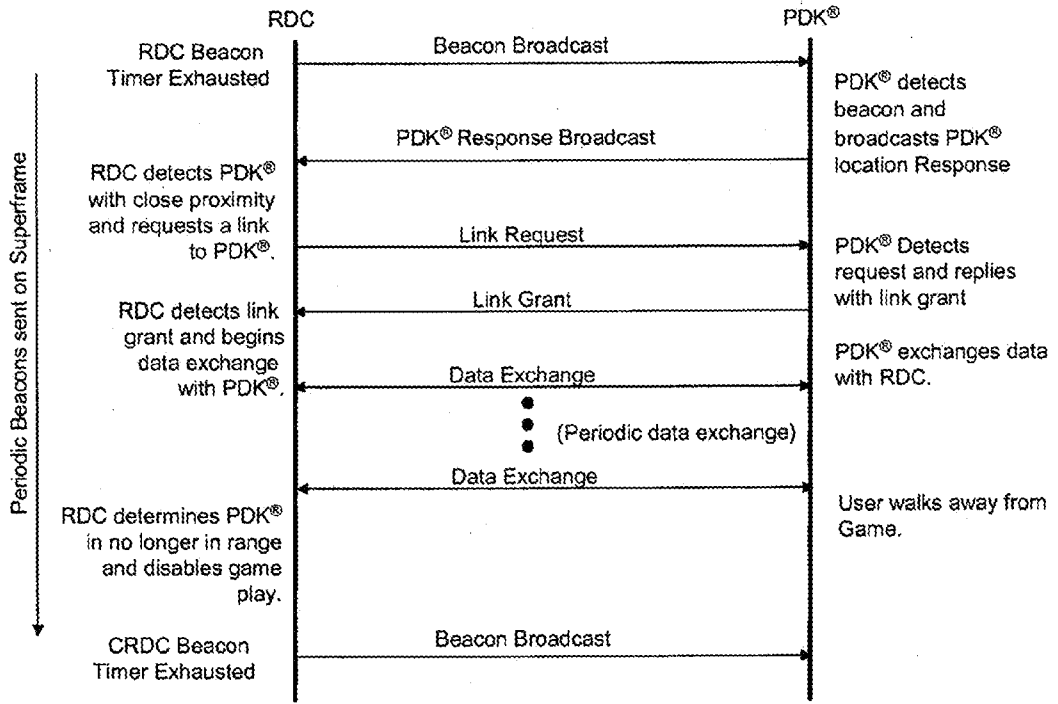 RDC
PDK®
RDC Beacon
Timer Exhausted
Beacon Broadcast
PDK® detects
beacon and
broadcasts PDK®
location Response
PDK® Response Broadcast
RDC detects PDK®
with close proximity
and requests a link
to PDK®.
Link Request
PDK® Detects
request and replies
with link grant
Link Grant
RDC detects link
grant and begins
data exchange
with PDK®.
PDK® exchanges data
with RDC.
Data Exchange
(Periodic data exchange)
Data Exchange
User walks away from
Game.
RDC determines PDK®
in no longer in range
and disables game
play.
CRDC Beacon
Timer Exhausted
Beacon Broadcast
Periodic Beacons sent on Superframe